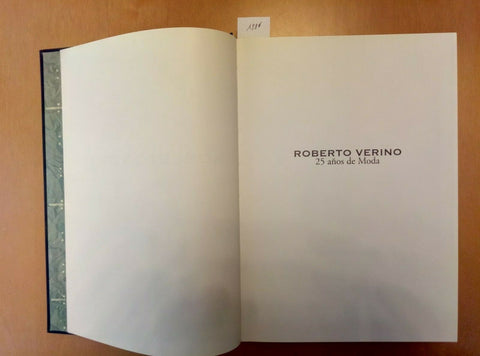 ROBERTO VERINO
25 años de Moda